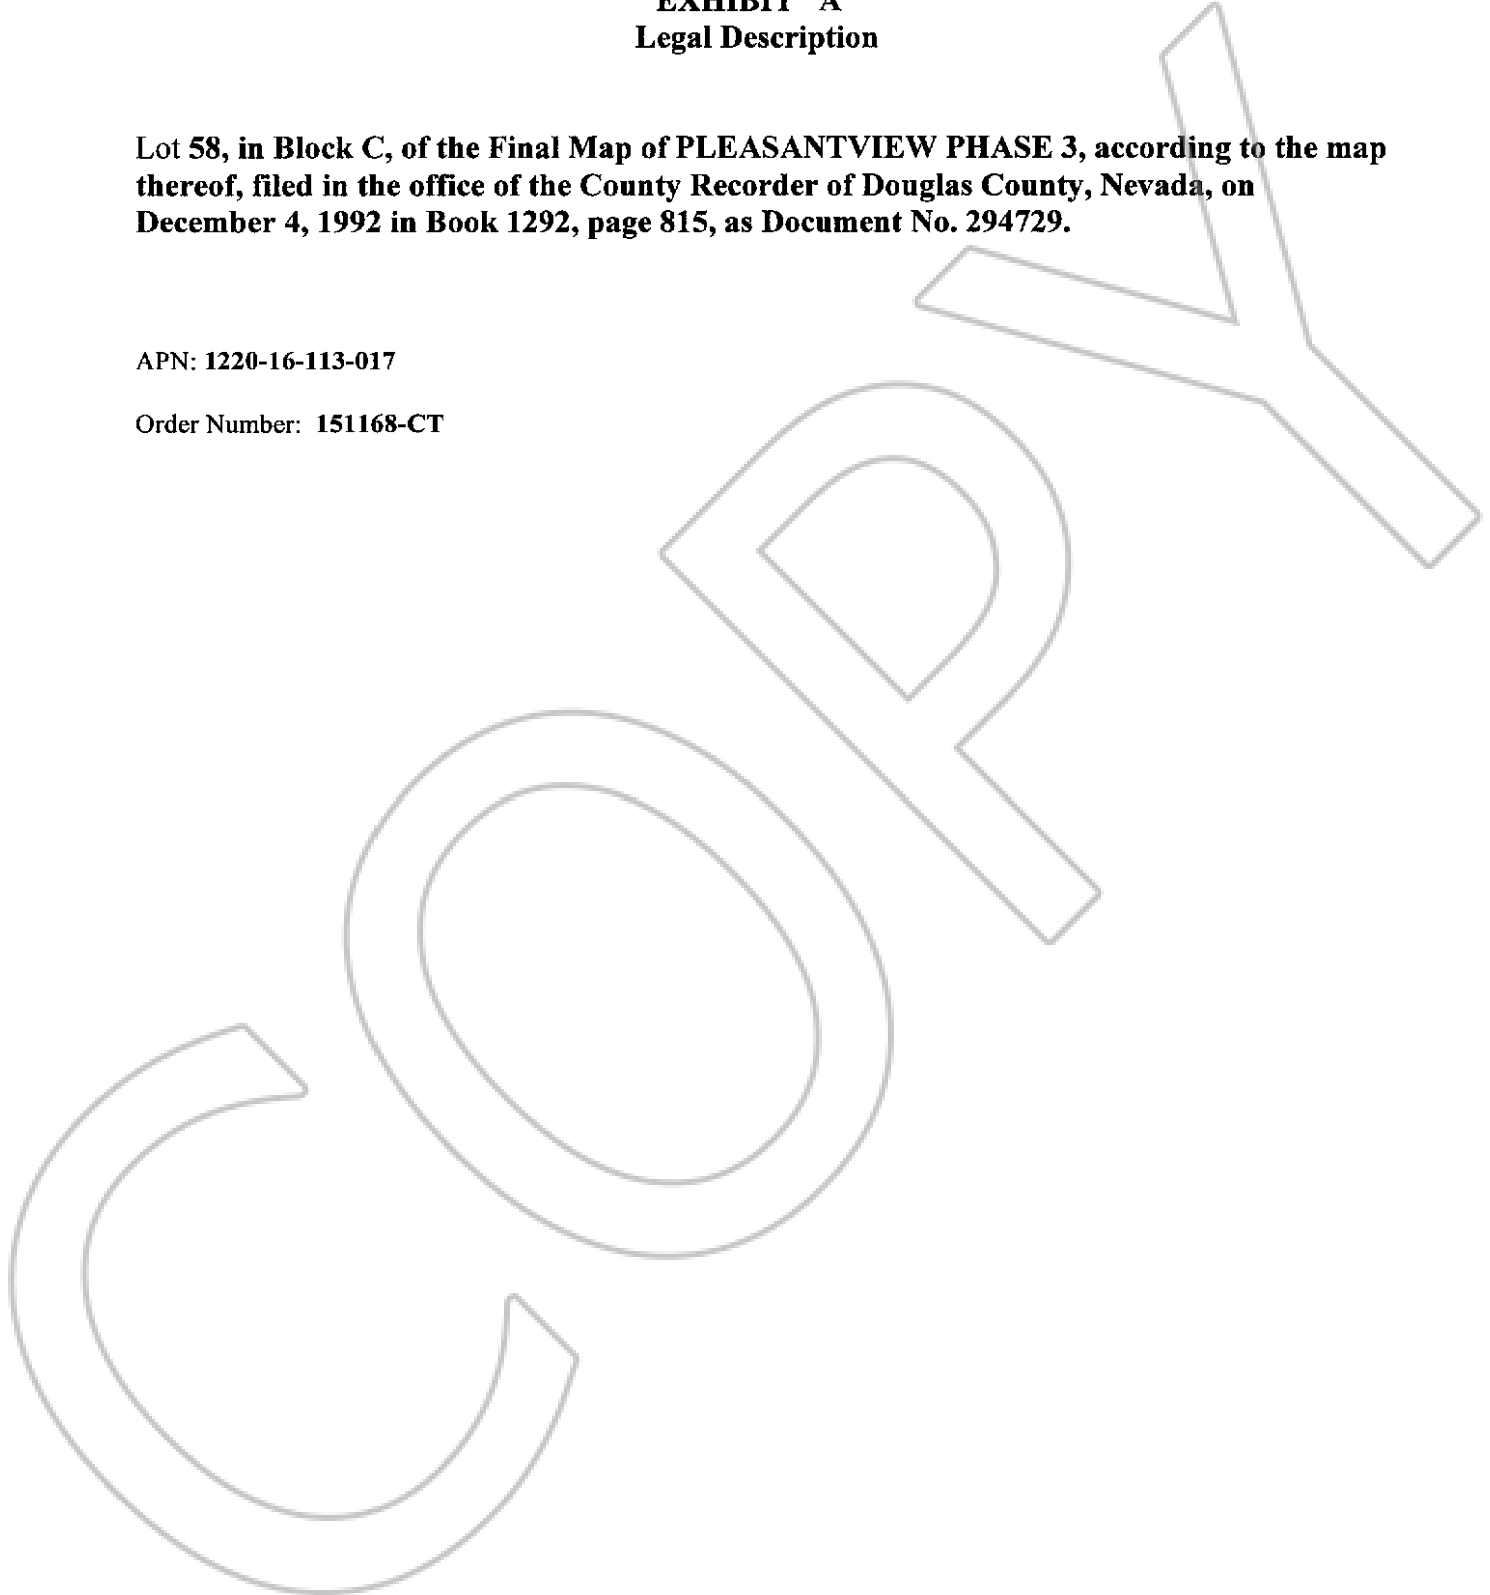 EXHIBIT "A"
Legal Description
Lot 58, in Block C, of the Final Map of PLEASANTVIEW PHASE 3, according to the map
thereof, filed in the office of the County Recorder of Douglas County, Nevada, on
December 4, 1992 in Book 1292, page 815, as Document No. 294729.
APN: 1220-16-113-017
Order Number: 151168-CT
COPY